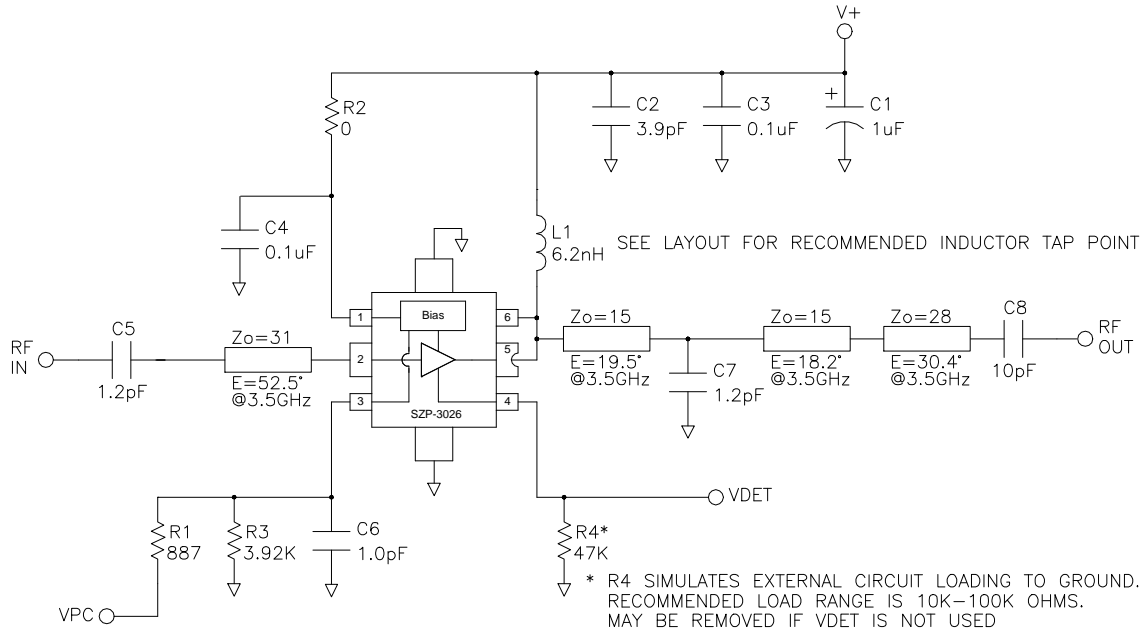 V+
R2
0
C2
3.9pF
C3
0.1uF
+
C1
1uF
C4
0.1uF
L1
6.2nH
SEE LAYOUT FOR RECOMMENDED INDUCTOR TAP POINT
RF
IN
C5
1.2pF
Zo=31
E=52.5°
@3.5GHz
1
2
3
Bias
SZP-3026
6
5
4
Zo=15
E=19.5°
@3.5GHz
C7
1.2pF
Zo=15
E=18.2°
@3.5GHz
Zo=28
E=30.4°
@3.5GHz
C8
10pF
RF
OUT
VDET
R1
887
R3
3.92K
C6
1.0pF
R4*
47K
VPC
* R4 SIMULATES EXTERNAL CIRCUIT LOADING TO GROUND.
RECOMMENDED LOAD RANGE IS 10K-100K OHMS.
MAY BE REMOVED IF VDET IS NOT USED